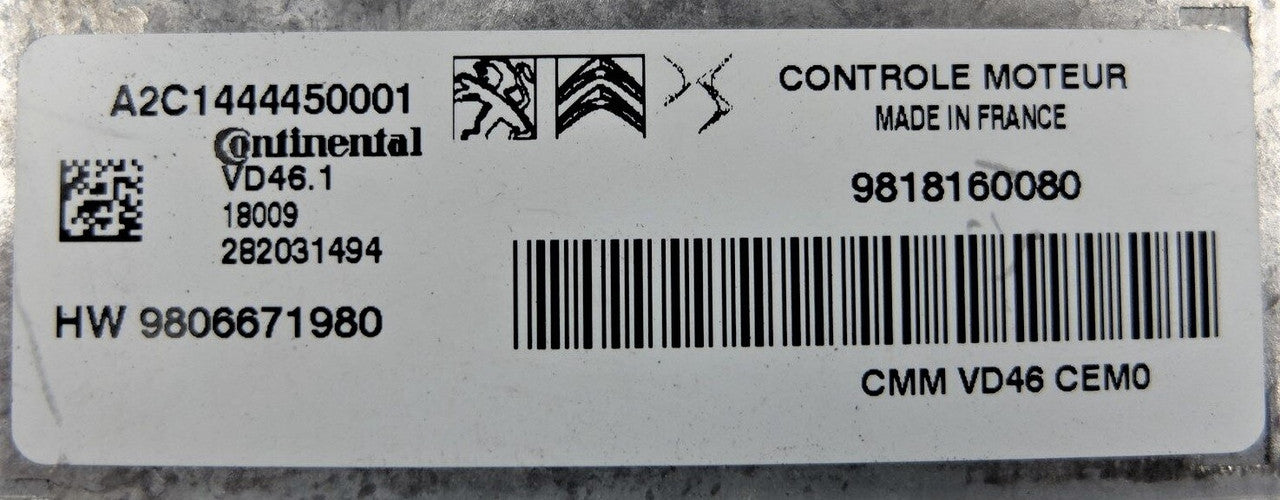 A2C1444450001
Continental
VD46.1
18009
282031494
HW 9806671980
CONTROLE MOTEUR
MADE IN FRANCE
9818160080
CMM VD46 CEM0